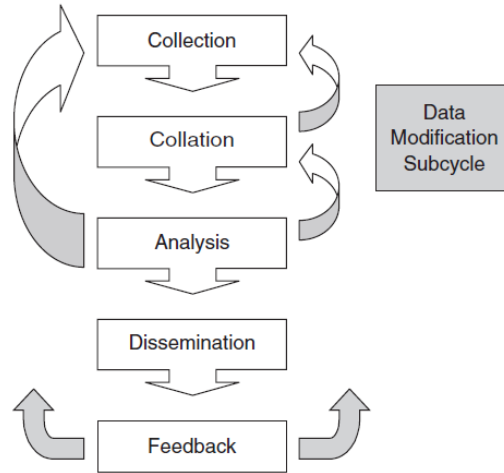 Collection
Collation
Data
Modification
Subcycle
Analysis
Dissemination
Feedback